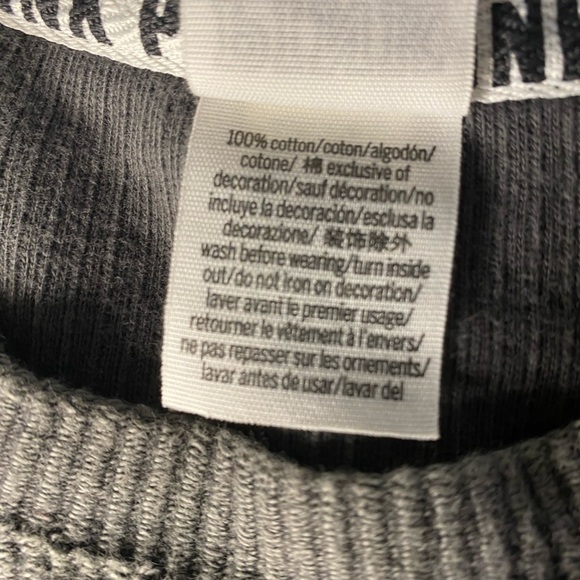 INK P
INK
100% cotton/coton/algodón/
cotone/ 棉 exclusive of
decoration/sauf décoration/no
incluye la decoración/esclusa la
decorazione/ 装饰除外
wash before wearing/turn inside
out/do not iron on decoration/
laver avant le premier usage/
retourner le vêtement à l'envers/
ne pas repasser sur les ornements/
lavar antes de usar/lavar del